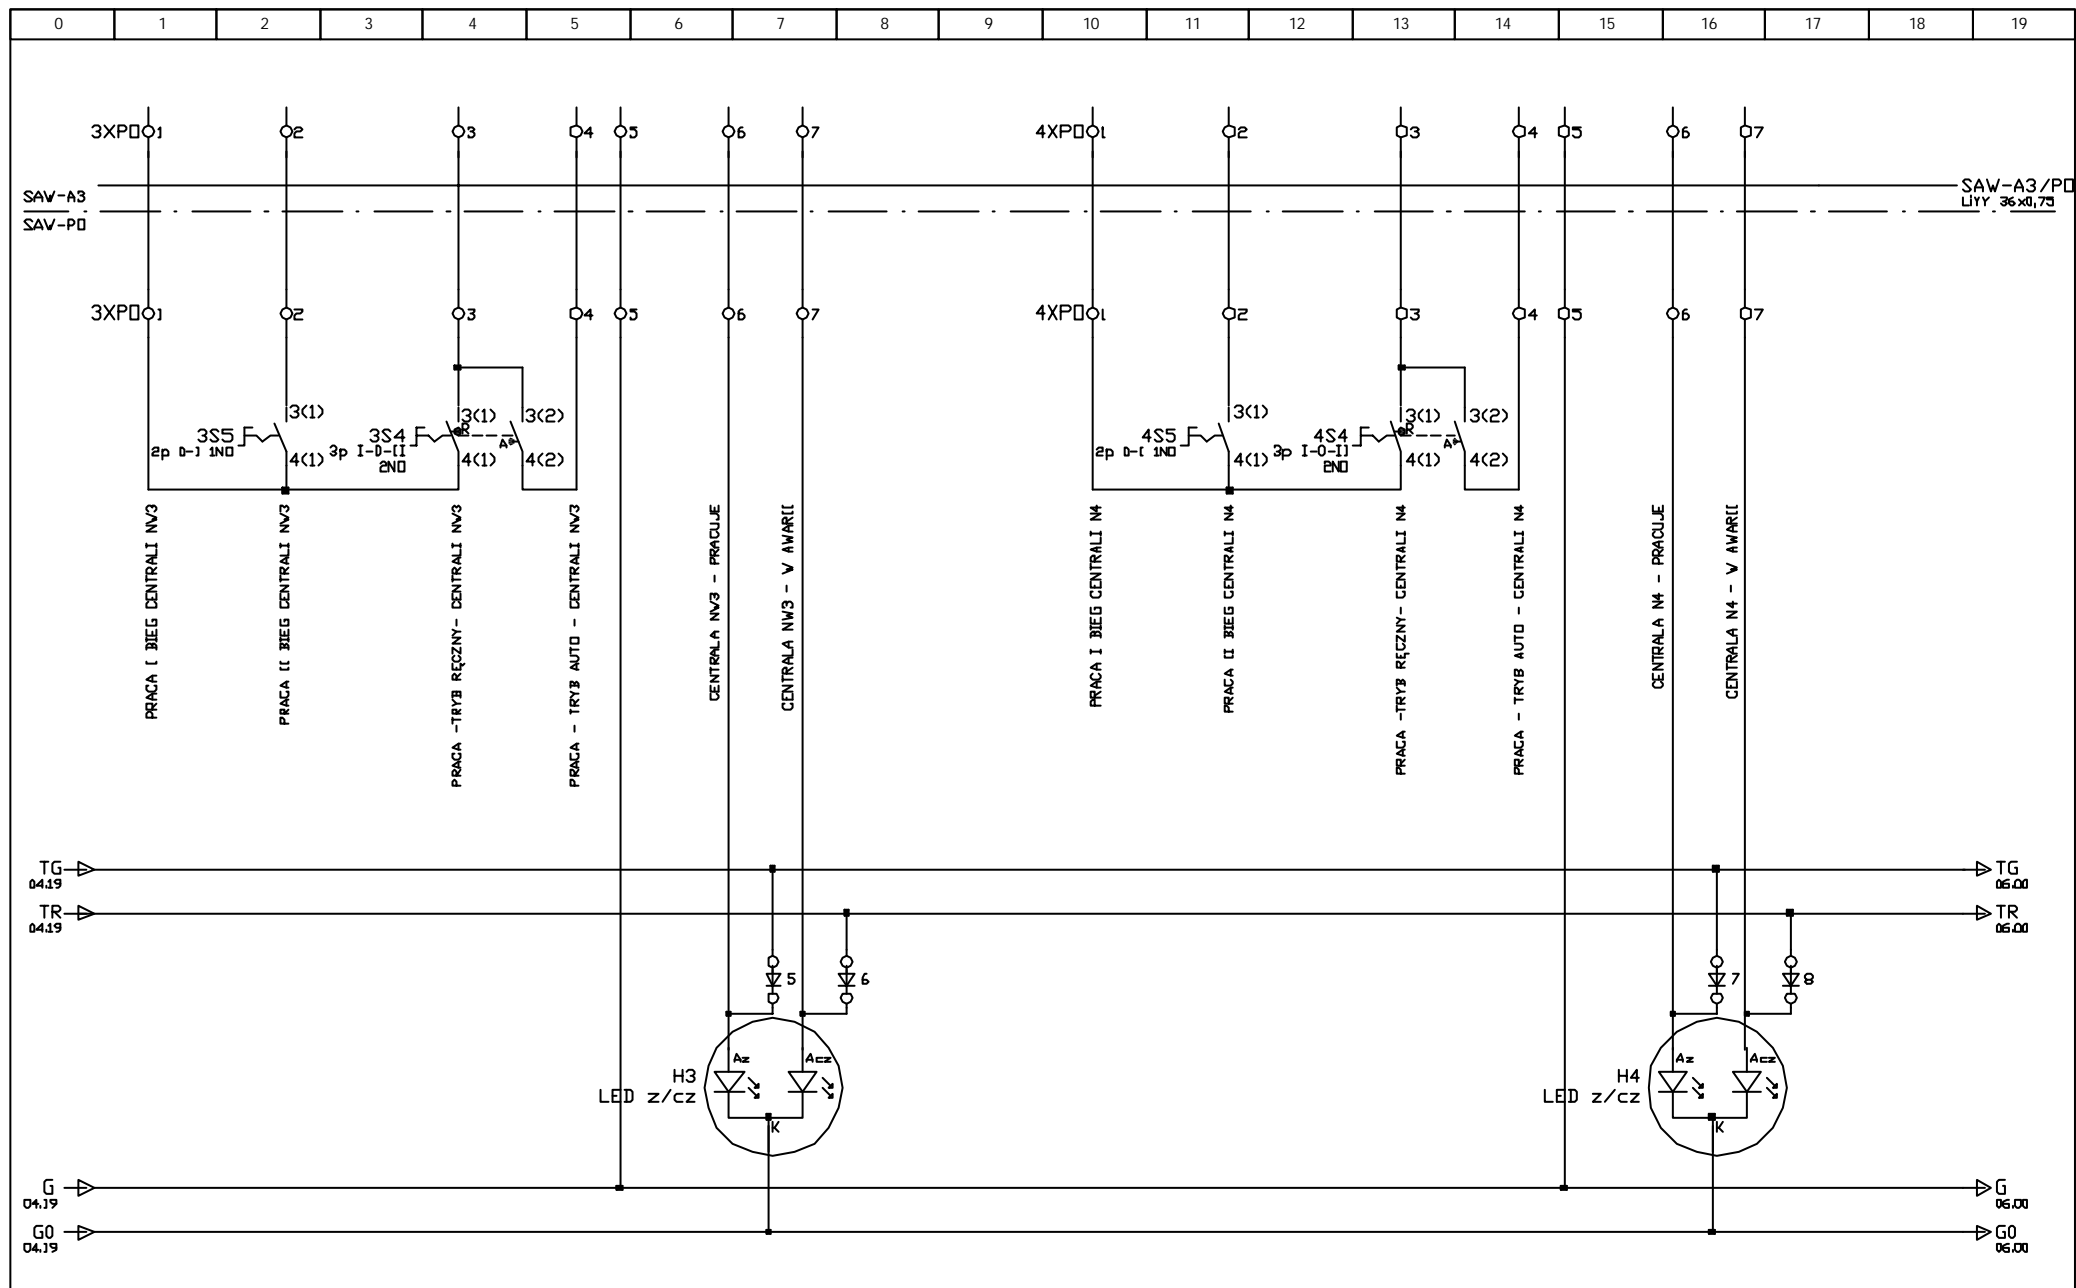 0 1 2 3 4 5 6 7 8 9 10 11 12 13 14 15 16 17 18 19
3XPO 1 2 3 4 5 6 7 4XPO 1 2 3 4 5 6 7
SAW-A3
SAW-A3/PO
LiYY 36x0,75
SAW-PO
3XPO 1 2 3 4 5 6 7 4XPO 1 2 3 4 5 6 7
3(1) 3(1) 3(2) 3(1) 3(1) 3(2)
3S5 3S4 R A 4S5 4S4 R A
2p 0-I 1NO 3p I-0-II 2p 0-I 1NO 3p I-0-II
2NO 2NO
4(1) 4(1) 4(2) 4(1) 4(1) 4(2)
PRACA I BIEG CENTRALI NW3
PRACA II BIEG CENTRALI NW3
PRACA -TRYB RĘCZNY- CENTRALI NW3
PRACA - TRYB AUTO - CENTRALI NW3
CENTRALA NW3 - PRACUJE
CENTRALA NW3 - W AWARII
PRACA I BIEG CENTRALI N4
PRACA II BIEG CENTRALI N4
PRACA -TRYB RĘCZNY- CENTRALI N4
PRACA - TRYB AUTO - CENTRALI N4
CENTRALA N4 - PRACUJE
CENTRALA N4 - W AWARII
TG TG
04.19 06.00
TR TR
04.19 06.00
5 6 7 8
Az Acz Az Acz
H3 H4
LED z/cz LED z/cz
K K
G G
04.19 06.00
G0 G0
04.19 06.00